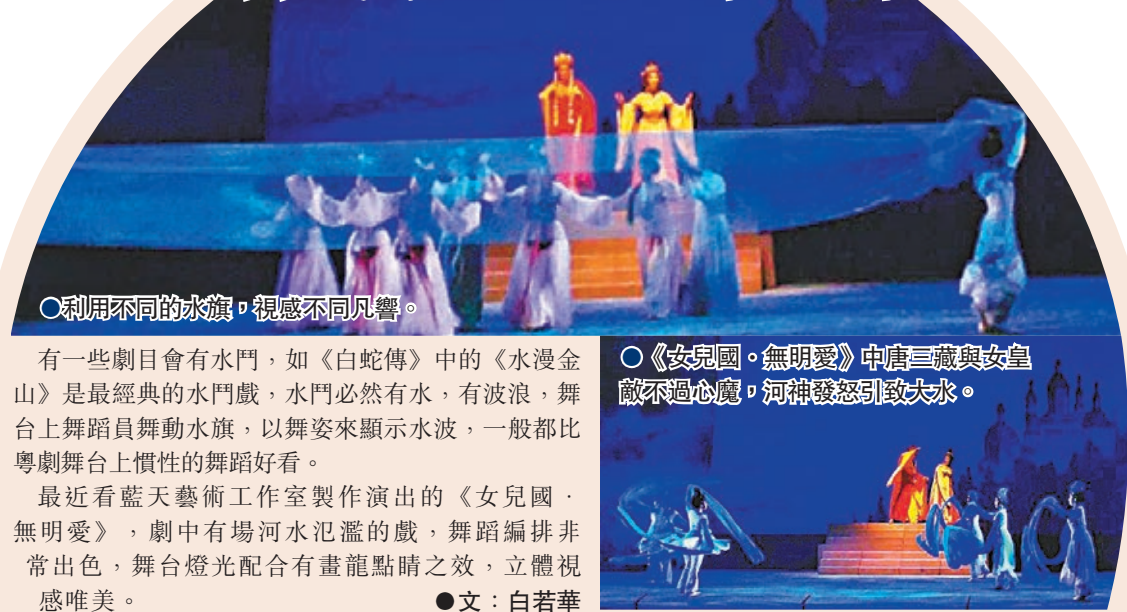 ●利用不同的水旗，視感不同凡響。
有一些劇目會有水鬥，如《白蛇傳》中的《水漫金
山》是最經典的水鬥戲，水鬥必然有水，有波浪，舞
台上舞蹈員舞動水旗，以舞姿來顯示水波，一般都比
粵劇舞台上慣性的舞蹈好看。
最近看藍天藝術工作室製作演出的《女兒國．
無明愛》，劇中有場河水氾濫的戲，舞蹈編排非
常出色，舞台燈光配合有畫龍點睛之效，立體視
感唯美。
●文：白若華
●《女兒國•無明愛》中唐三藏與女皇
敵不過心魔，河神發怒引致大水。